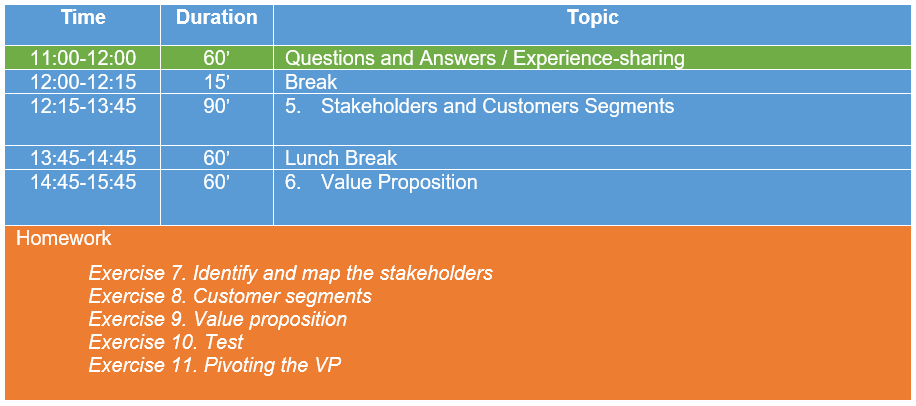 Time Duration Topic
11:00-12:00 60’ Questions and Answers / Experience-sharing
12:00-12:15 15’ Break
12:15-13:45 90’ 5. Stakeholders and Customers Segments
13:45-14:45 60’ Lunch Break
14:45-15:45 60’ 6. Value Proposition
Homework
Exercise 7. Identify and map the stakeholders
Exercise 8. Customer segments
Exercise 9. Value proposition
Exercise 10. Test
Exercise 11. Pivoting the VP